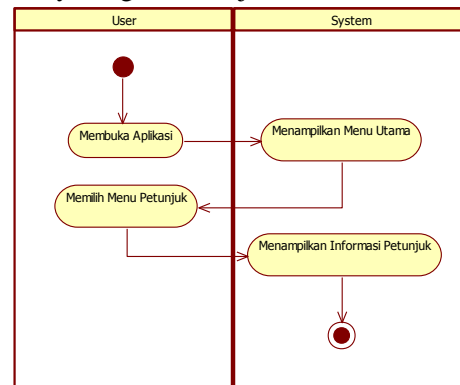 User
System
Membuka Aplikasi
Menampilkan Menu Utama
Memilih Menu Petunjuk
Menampilkan Informasi Petunjuk